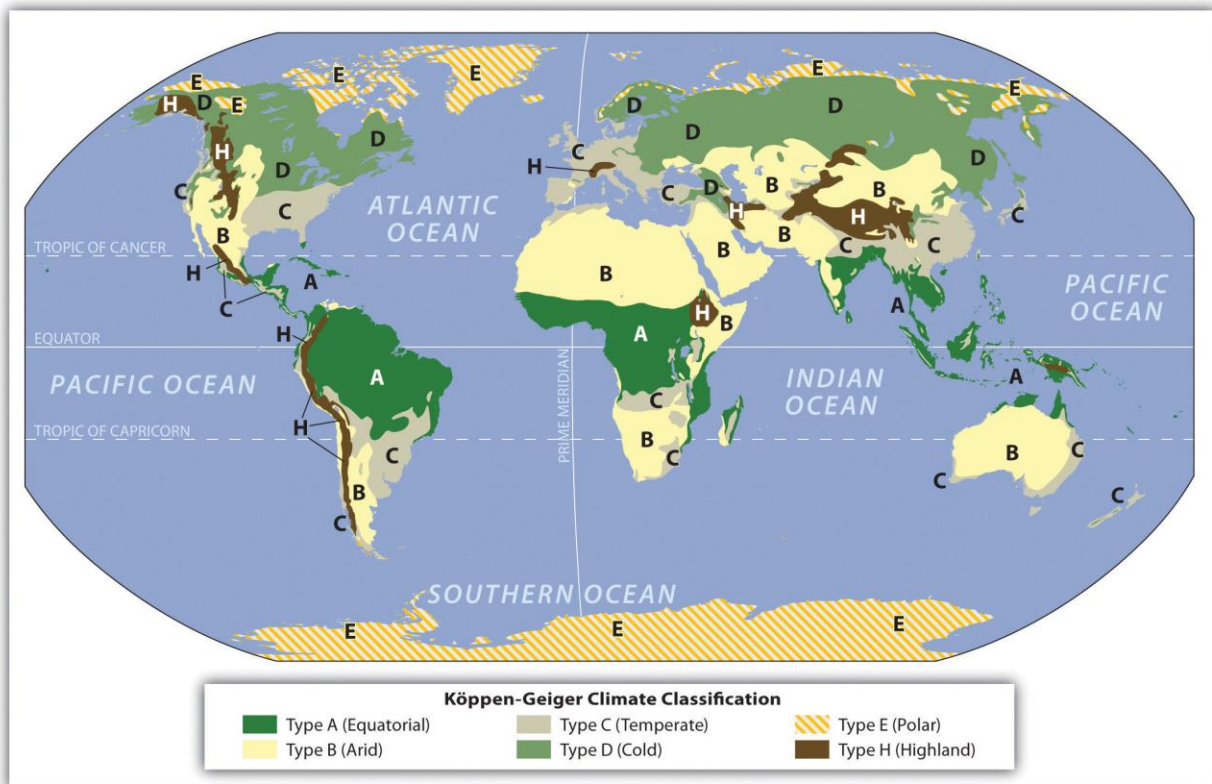 E
E
E
E
E
H
D
E
D
D
D
H
D
D
D
C
H
C
B
B
C
D
H
H
C
C
ATLANTIC
OCEAN
B
B
B
C
C
TROPIC OF CANCER
H
A
B
C
H
B
A
PACIFIC
OCEAN
EQUATOR
H
A
PACIFIC OCEAN
A
PRIME MERIDIAN
INDIAN
OCEAN
A
C
TROPIC OF CAPRICORN
H
C
B
C
B
C
B
C
C
C
SOUTHERN OCEAN
E
E
E
Köppen-Geiger Climate Classification
Type A (Equatorial)
Type C (Temperate)
Type E (Polar)
Type B (Arid)
Type D (Cold)
Type H (Highland)